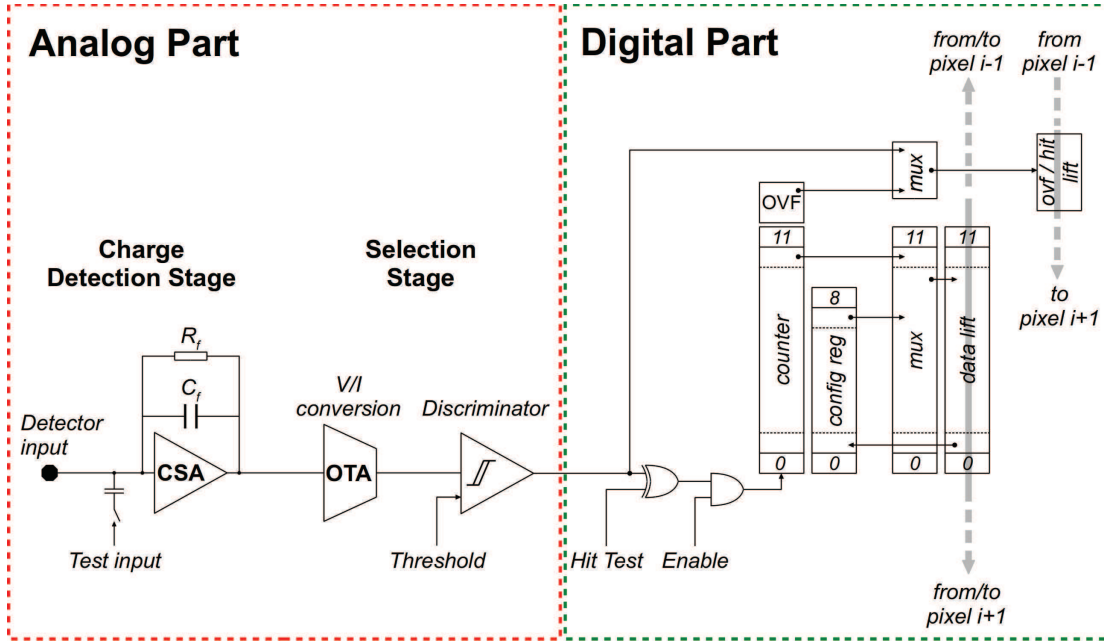 Analog Part
Digital Part
from/to
pixel i-1
from
pixel i-1
mux
ovf / hit
lift
OVF
Charge
Detection Stage
Selection
Stage
11
11
11
8
to
pixel i+1
counter
config reg
mux
data lift
R_f
C_f
V/I
conversion
Discriminator
Detector
input
CSA
OTA
0
0
0
0
Test input
Threshold
Hit Test
Enable
from/to
pixel i+1